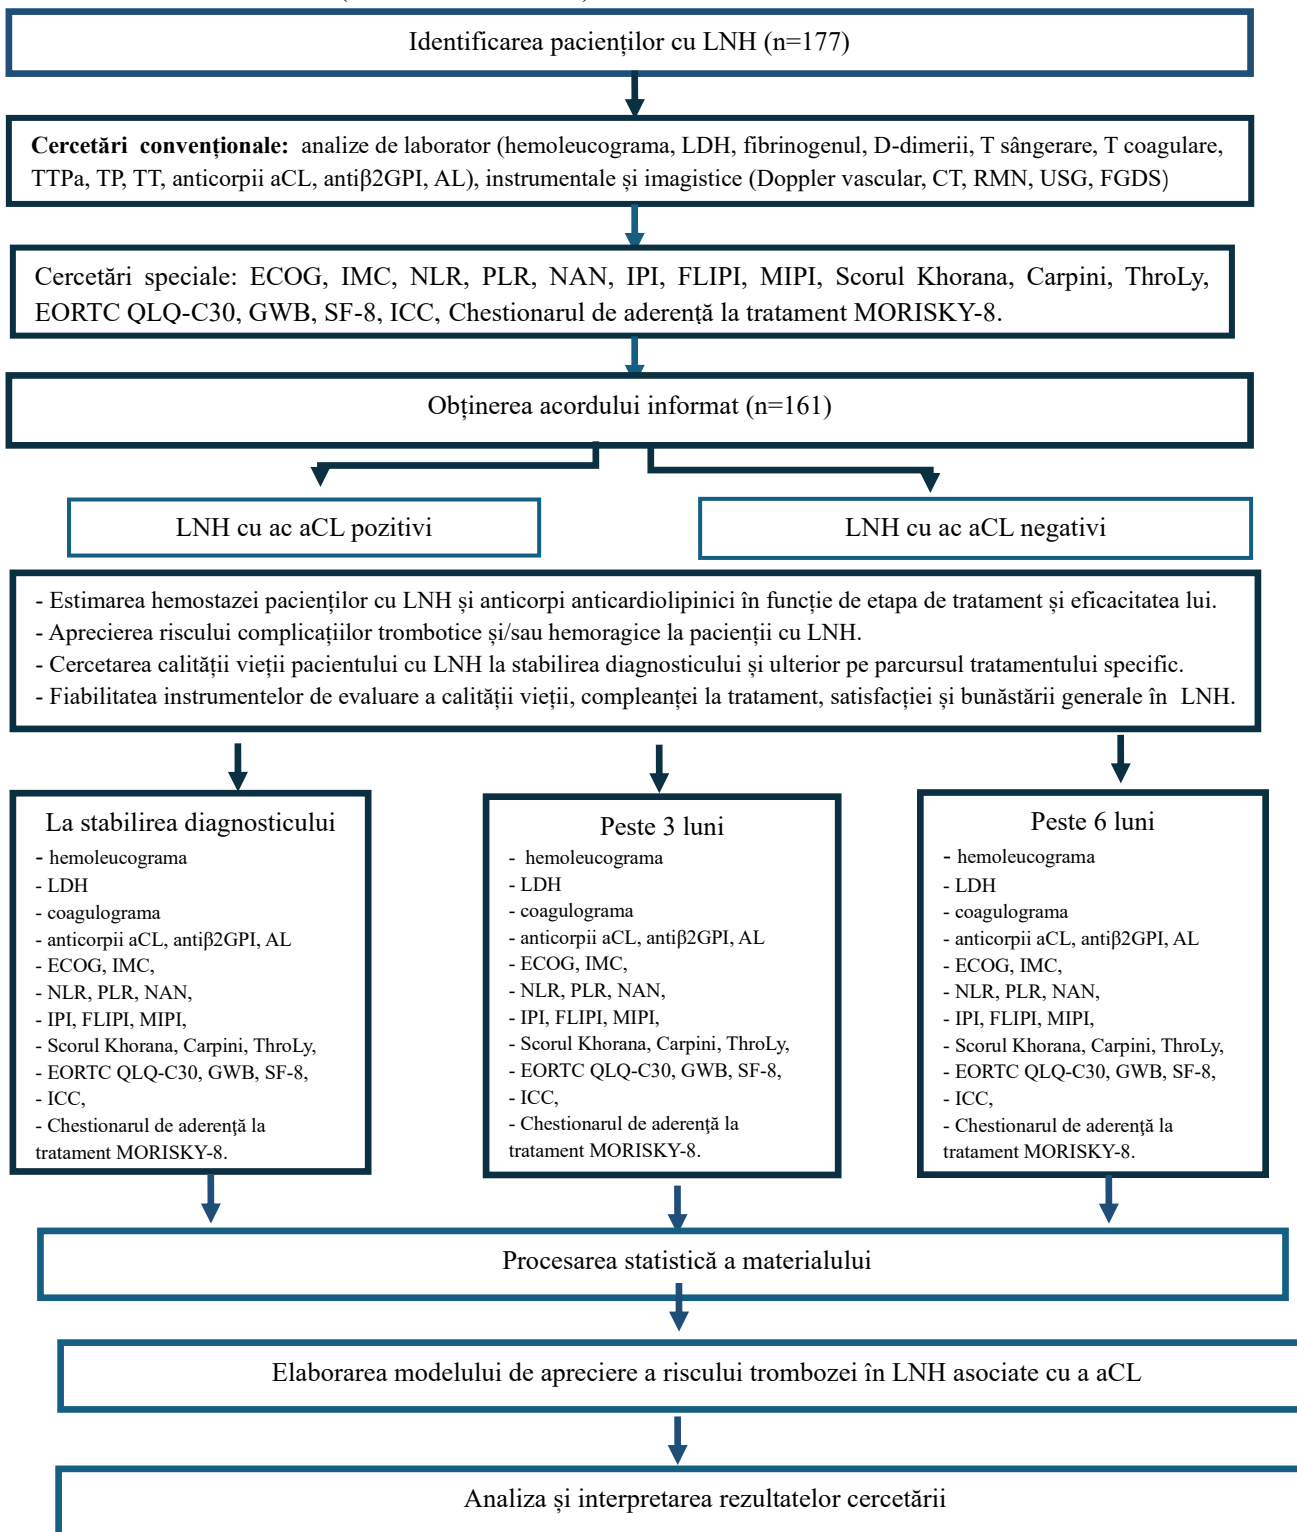 Identificarea pacienților cu LNH (n=177)
Cercetări convenționale: analize de laborator (hemoleucograma, LDH, fibrinogenul, D-dimerii, T sângerare, T coagulare,
TTPa, TP, TT, anticorpii aCL, antiβ2GPI, AL), instrumentale și imagistice (Doppler vascular, CT, RMN, USG, FGDS)
Cercetări speciale: ECOG, IMC, NLR, PLR, NAN, IPI, FLIPI, MIPI, Scorul Khorana, Carpini, ThroLy,
EORTC QLQ-C30, GWB, SF-8, ICC, Chestionarul de aderență la tratament MORISKY-8.
Obținerea acordului informat (n=161)
LNH cu ac aCL pozitivi
LNH cu ac aCL negativi
- Estimarea hemostazei pacienților cu LNH și anticorpi anticardiolipinici în funcție de etapa de tratament și eficacitatea lui.
- Aprecierea riscului complicațiilor trombotice și/sau hemoragice la pacienții cu LNH.
- Cercetarea calității vieții pacientului cu LNH la stabilirea diagnosticului și ulterior pe parcursul tratamentului specific.
- Fiabilitatea instrumentelor de evaluare a calității vieții, compleanței la tratament, satisfacției și bunăstării generale în LNH.
La stabilirea diagnosticului
- hemoleucograma
- LDH
- coagulograma
- anticorpii aCL, antiβ2GPI, AL
- ECOG, IMC,
- NLR, PLR, NAN,
- IPI, FLIPI, MIPI,
- Scorul Khorana, Carpini, ThroLy,
- EORTC QLQ-C30, GWB, SF-8,
- ICC,
- Chestionarul de aderență la
tratament MORISKY-8.
Peste 3 luni
- hemoleucograma
- LDH
- coagulograma
- anticorpii aCL, antiβ2GPI, AL
- ECOG, IMC,
- NLR, PLR, NAN,
- IPI, FLIPI, MIPI,
- Scorul Khorana, Carpini, ThroLy,
- EORTC QLQ-C30, GWB, SF-8,
- ICC,
- Chestionarul de aderență la
tratament MORISKY-8.
Peste 6 luni
- hemoleucograma
- LDH
- coagulograma
- anticorpii aCL, antiβ2GPI, AL
- ECOG, IMC,
- NLR, PLR, NAN,
- IPI, FLIPI, MIPI,
- Scorul Khorana, Carpini, ThroLy,
- EORTC QLQ-C30, GWB, SF-8,
- ICC,
- Chestionarul de aderență la
tratament MORISKY-8.
Procesarea statistică a materialului
Elaborarea modelului de apreciere a riscului trombozei în LNH asociate cu a aCL
Analiza și interpretarea rezultatelor cercetării